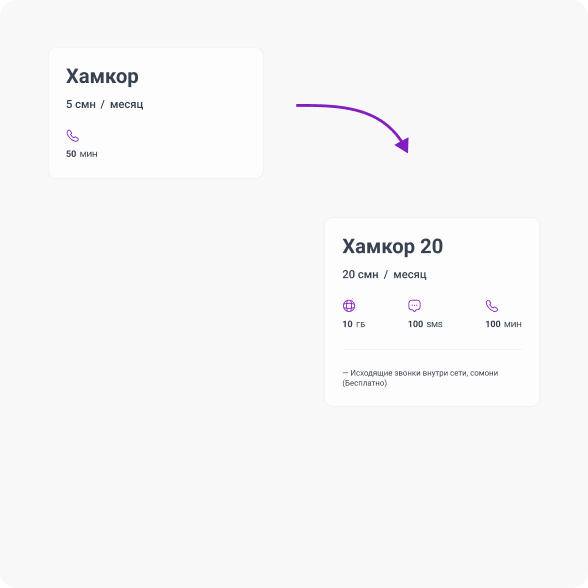 Хамкор
5 смн / месяц
50 мин
Хамкор 20
20 смн / месяц
10 ГБ 100 SMS 100 мин
— Исходящие звонки внутри сети, сомони
(Бесплатно)